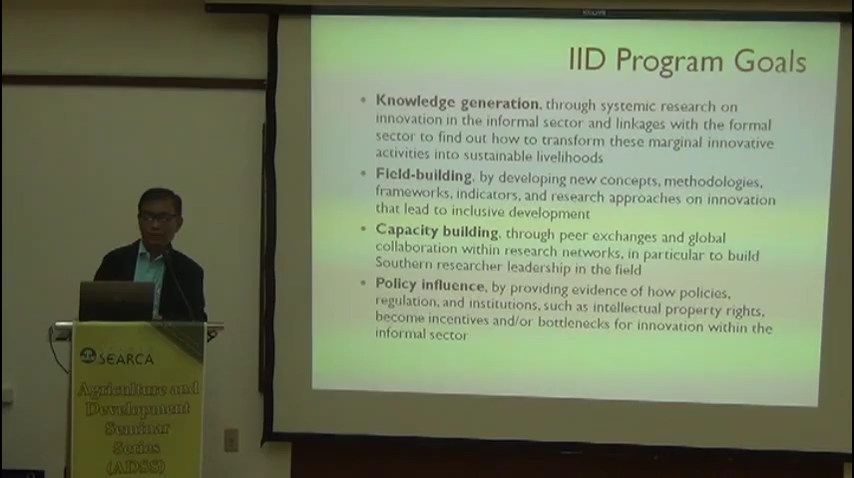 IID Program Goals
• Knowledge generation, through systemic research on
innovation in the informal sector and linkages with the formal
sector to find out how to transform these marginal innovative
activities into sustainable livelihoods
• Field-building, by developing new concepts, methodologies,
frameworks, indicators, and research approaches on innovation
that lead to inclusive development
• Capacity building, through peer exchanges and global
collaboration within research networks, in particular to build
Southern researcher leadership in the field
• Policy influence, by providing evidence of how policies,
regulation, and institutions, such as intellectual property rights,
become incentives and/or bottlenecks for innovation within the
informal sector
SEARCA
Agriculture and
Development
Seminar
Series
(ADSS)